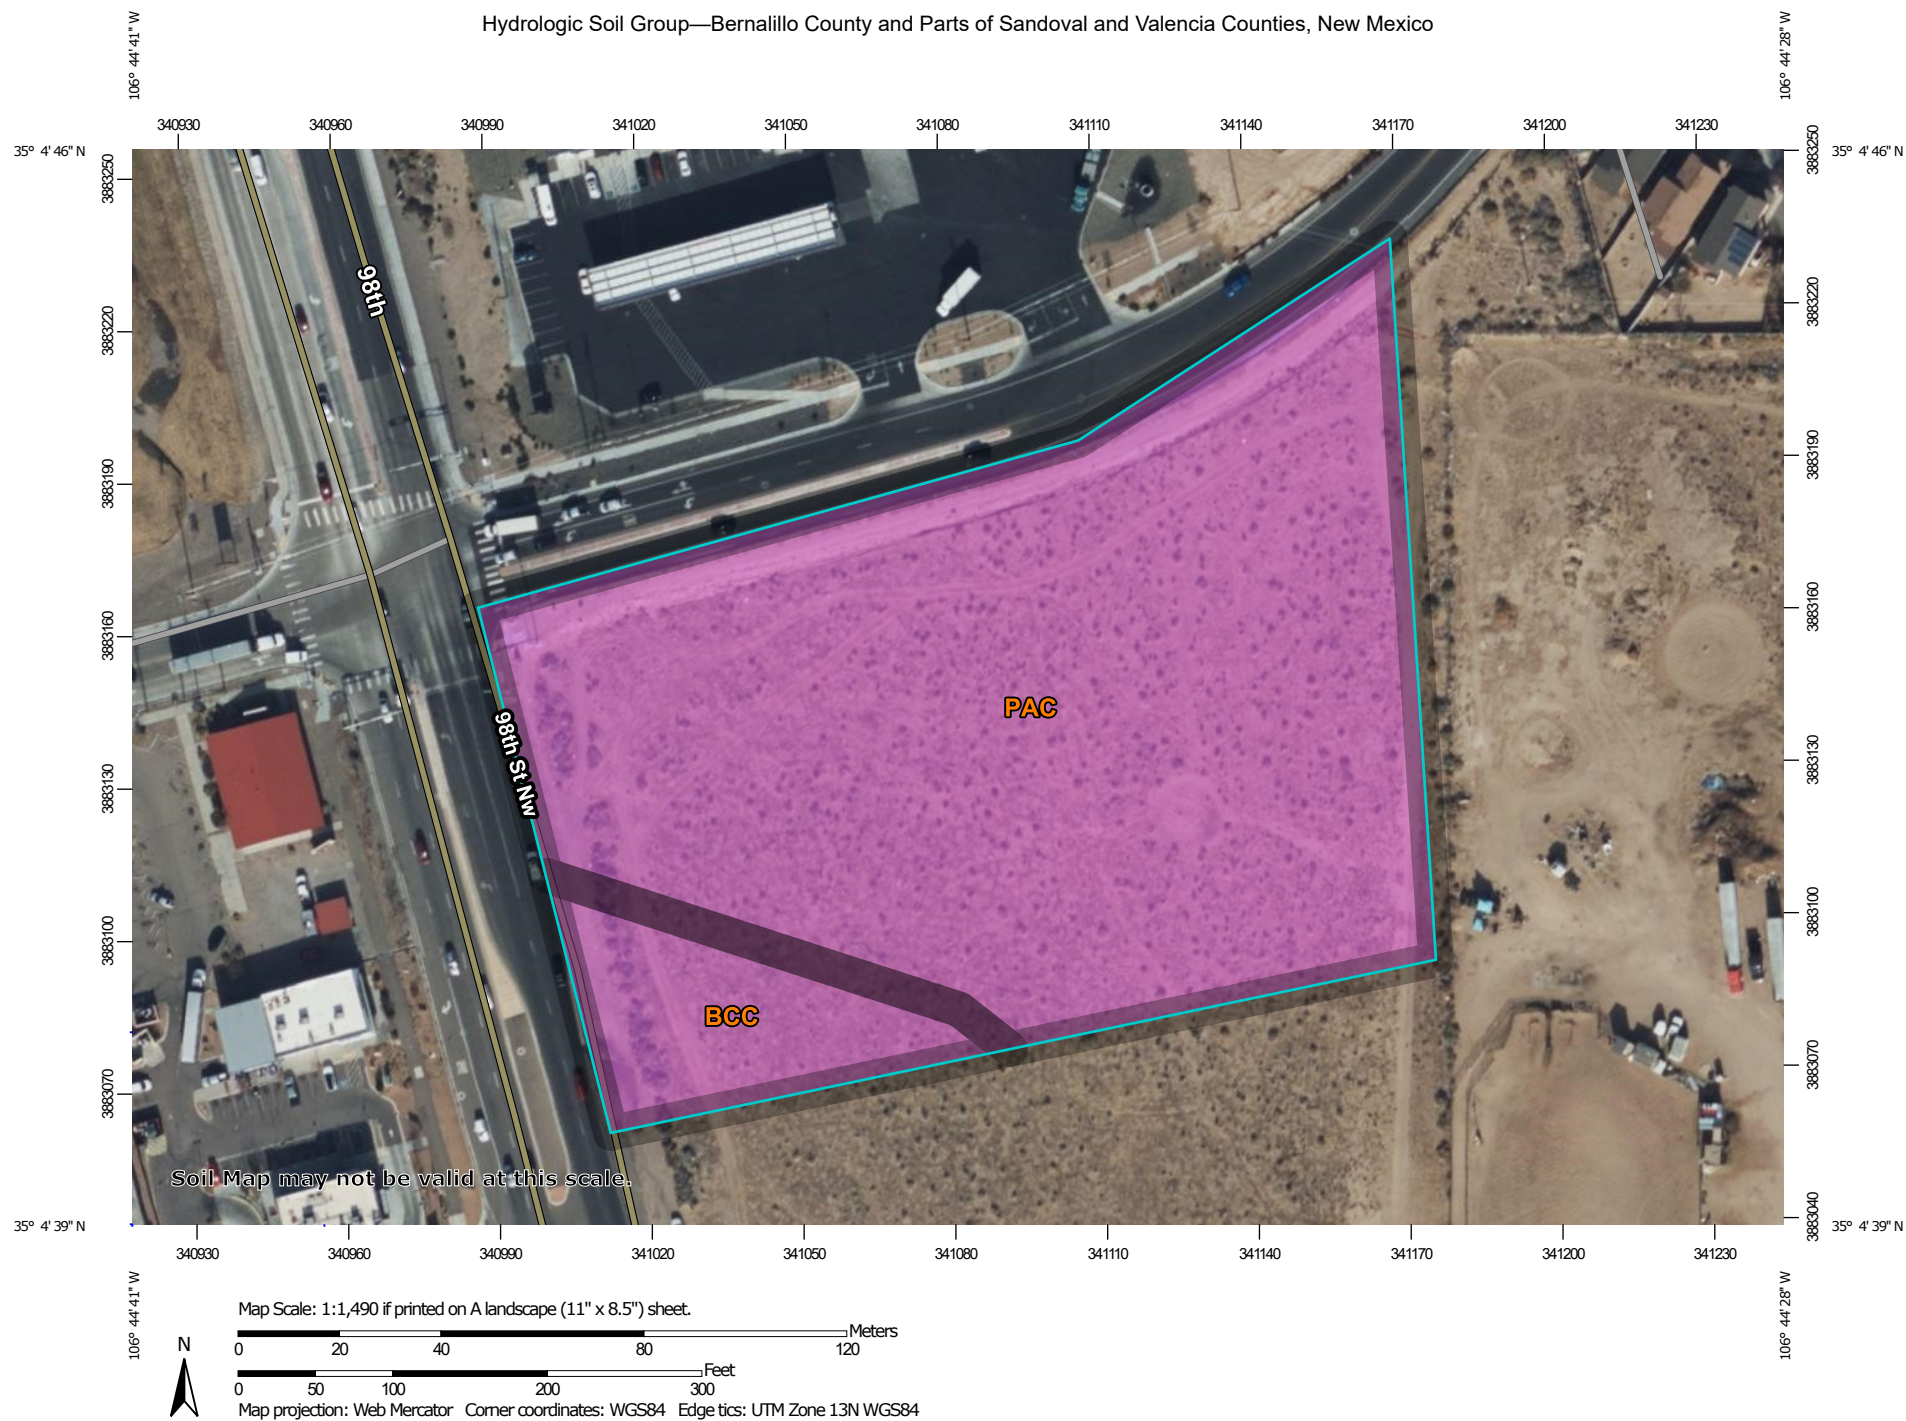 Hydrologic Soil Group—Bernalillo County and Parts of Sandoval and Valencia Counties, New Mexico
106° 44' 41" W
106° 44' 28" W
340930 340960 340990 341020 341050 341080 341110 341140 341170 341200 341230
35° 4' 46" N
35° 4' 46" N
3883250
3883220
3883190
3883160
3883130
3883100
3883070
3883250
3883220
3883190
3883160
3883130
3883100
3883070
3883040
98th
98th St Nw
PAC
BCC
Soil Map may not be valid at this scale.
35° 4' 39" N
35° 4' 39" N
340930 340960 340990 341020 341050 341080 341110 341140 341170 341200 341230
106° 44' 41" W
106° 44' 28" W
Map Scale: 1:1,490 if printed on A landscape (11" x 8.5") sheet.
Meters
0 20 40 80 120
Feet
0 50 100 200 300
N
Map projection: Web Mercator Corner coordinates: WGS84 Edge tics: UTM Zone 13N WGS84